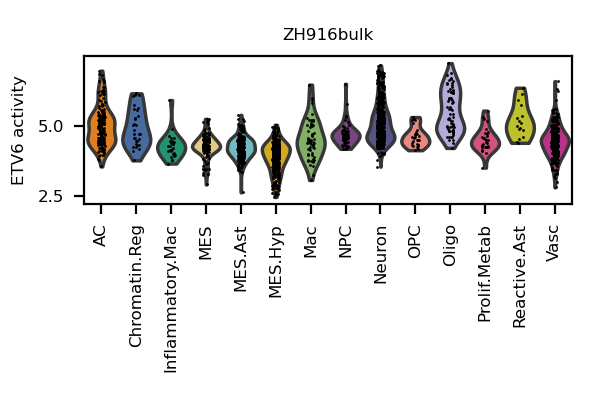 ZH916bulk
ETV6 activity
5.0
2.5
AC
Chromatin.Reg
Inflammatory.Mac
MES
MES.Ast
MES.Hyp
Mac
NPC
Neuron
OPC
Oligo
Prolif.Metab
Reactive.Ast
Vasc